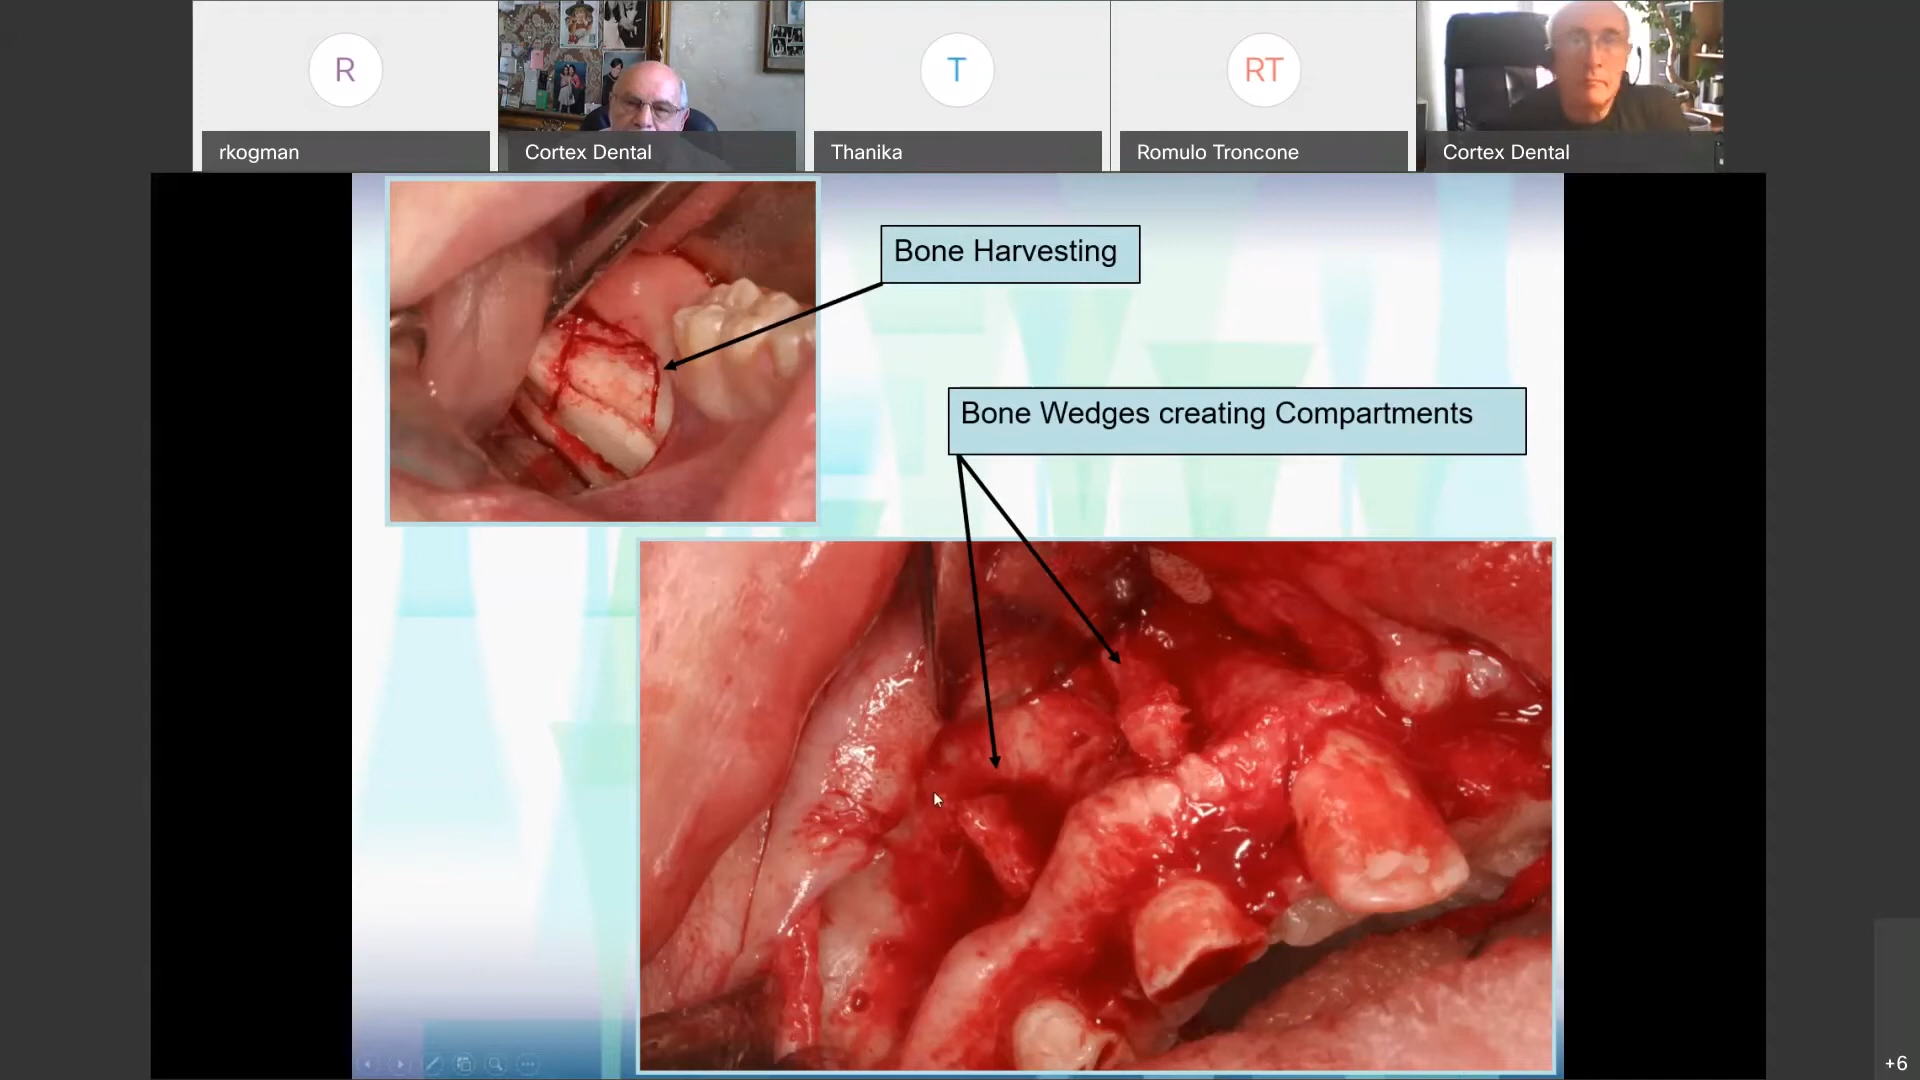 R
T
RT
rkogman
Cortex Dental
Thanika
Romulo Troncone
Cortex Dental
Bone Harvesting
Bone Wedges creating Compartments
+6